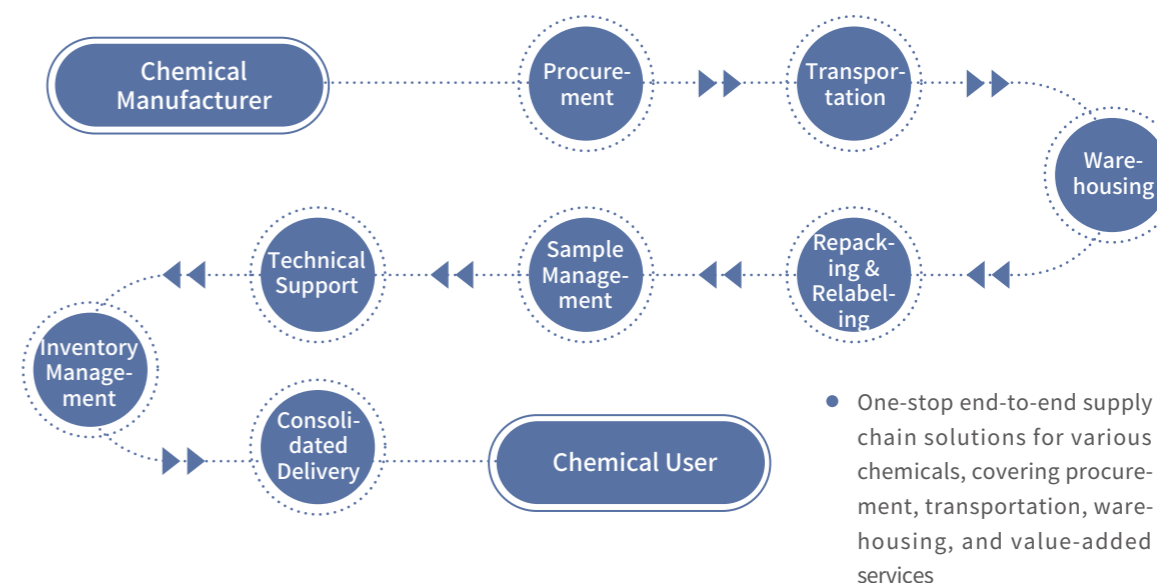 Chemical
Manufacturer
Procure-
ment
Transpor-
tation
Ware-
housing
Repack-
ing &
Relabel-
ing
Sample
Manage-
ment
Technical
Support
Inventory
Manage-
ment
Consoli-
dated
Delivery
Chemical User
One-stop end-to-end supply
chain solutions for various
chemicals, covering procure-
ment, transportation, ware-
housing, and value-added
services